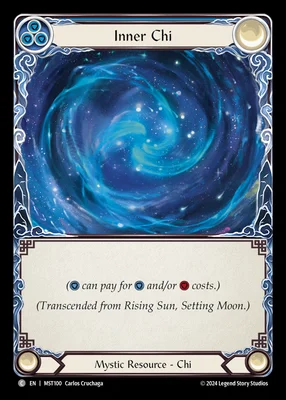 Inner Chi
( can pay for and/or costs.)
(Transcended from Rising Sun, Setting Moon.)
Mystic Resource - Chi
C EN | MST100 Carlos Cruchaga
© 2024 Legend Story Studios